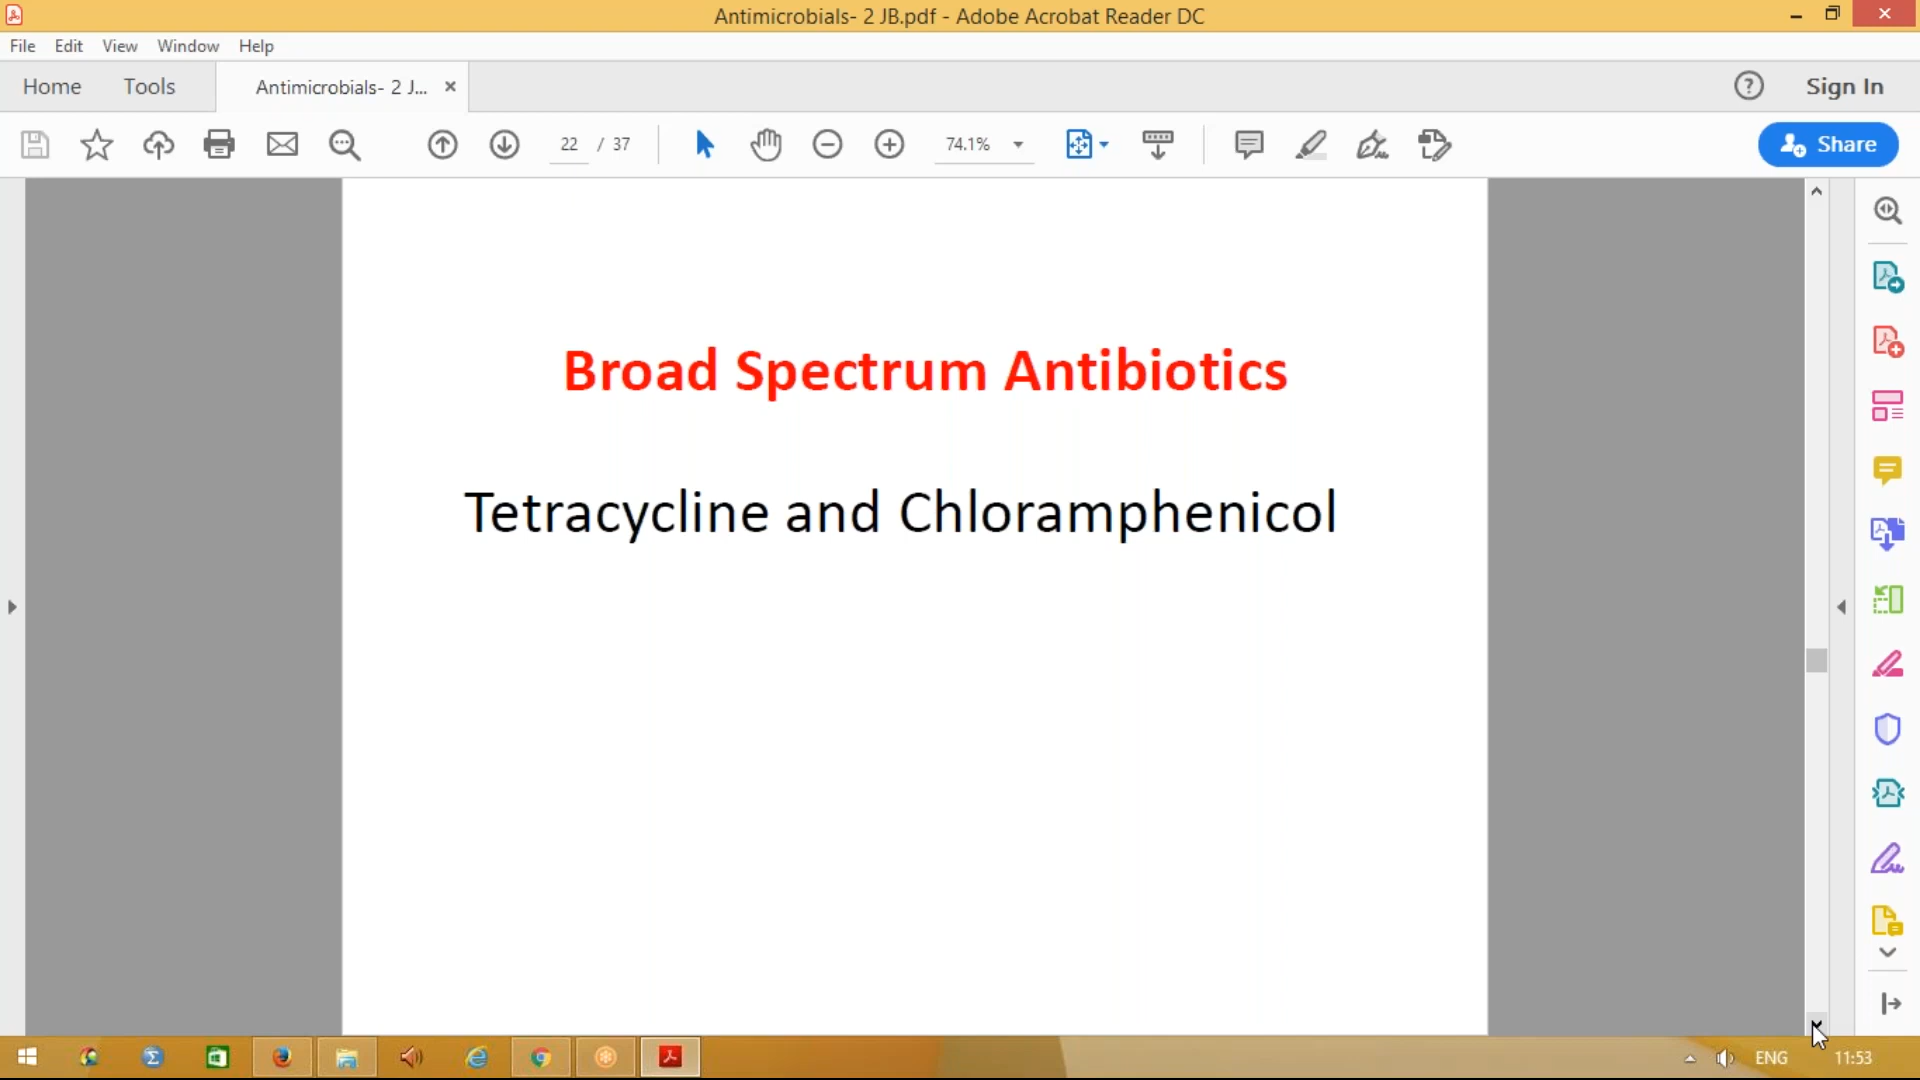 Antimicrobials- 2 JB.pdf - Adobe Acrobat Reader DC
File Edit View Window Help
Home Tools Antimicrobials- 2 J... Sign In
22 / 37 74.1% Share
Broad Spectrum Antibiotics
Tetracycline and Chloramphenicol
ENG 11:53